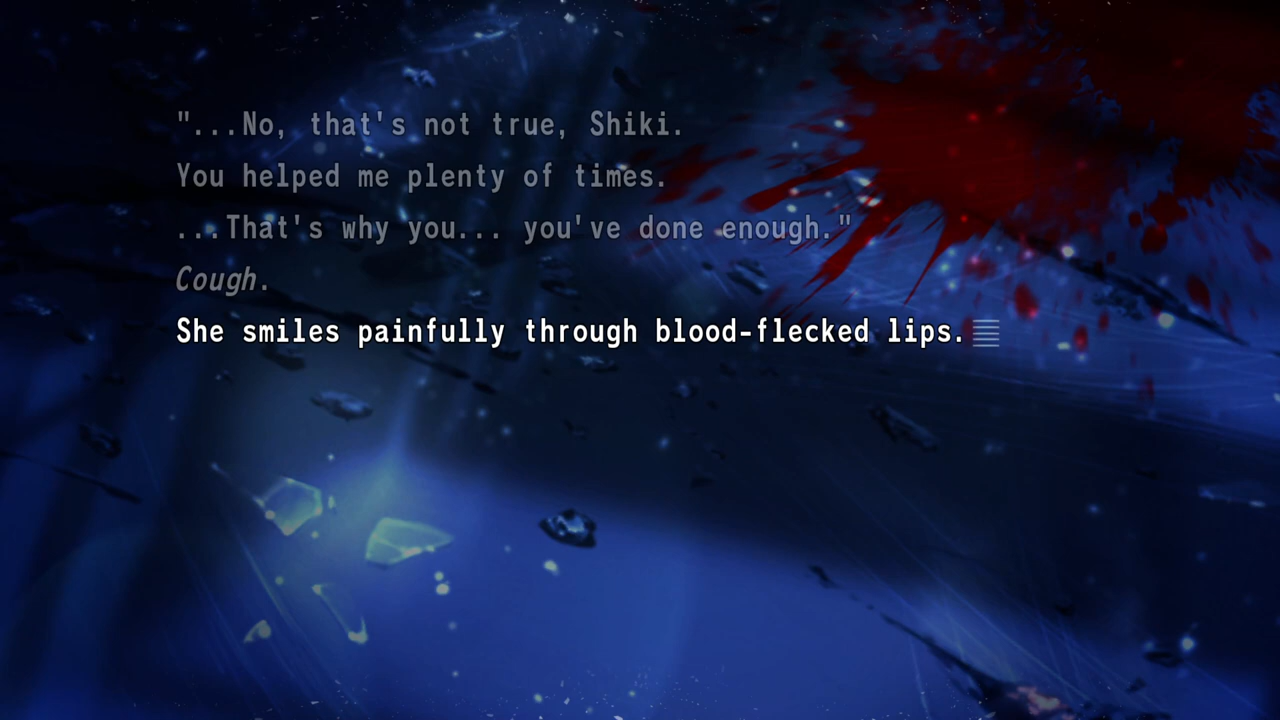 "...No, that's not true, Shiki.
You helped me plenty of times.
...That's why you... you've done enough."
Cough.
She smiles painfully through blood-flecked lips.